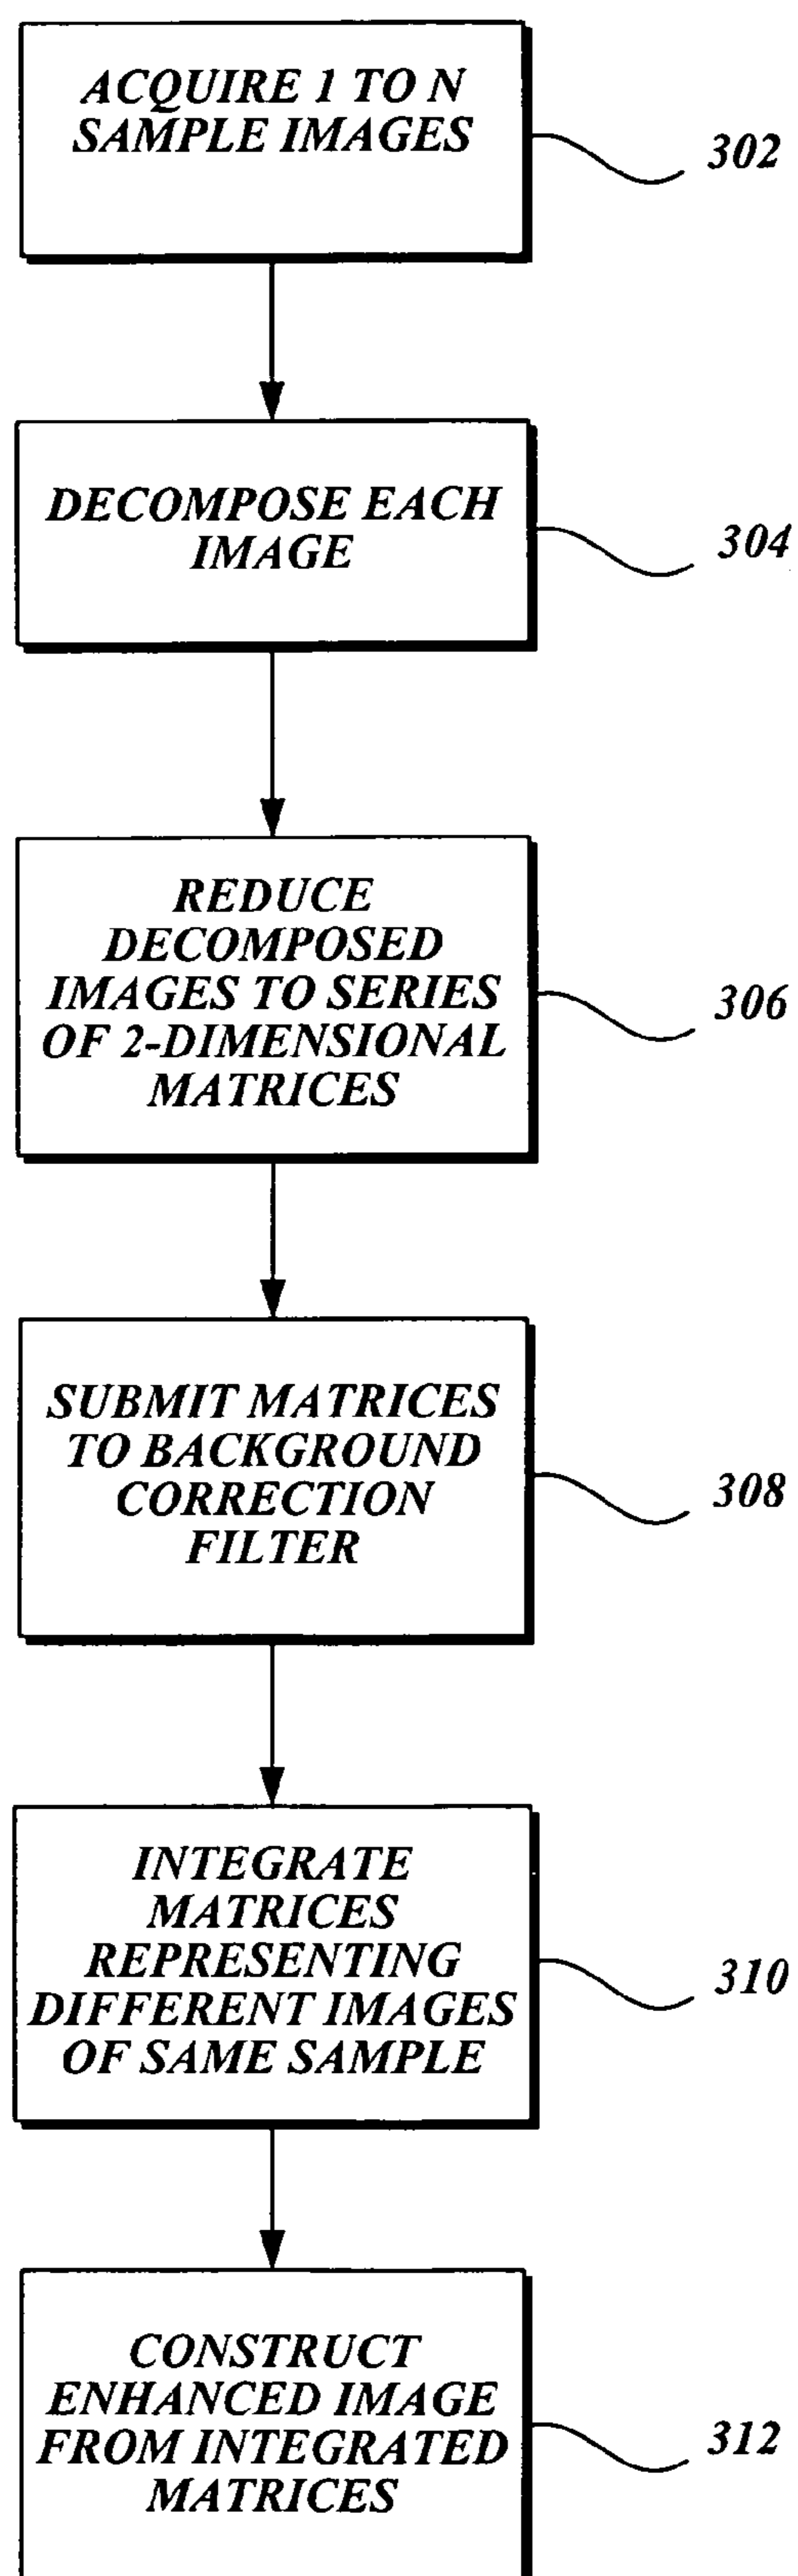 ACQUIRE 1 TO N
SAMPLE IMAGES
302
DECOMPOSE EACH
IMAGE
304
REDUCE
DECOMPOSED
IMAGES TO SERIES
OF 2-DIMENSIONAL
MATRICES
306
SUBMIT MATRICES
TO BACKGROUND
CORRECTION
FILTER
308
INTEGRATE
MATRICES
REPRESENTING
DIFFERENT IMAGES
OF SAME SAMPLE
310
CONSTRUCT
ENHANCED IMAGE
FROM INTEGRATED
MATRICES
312